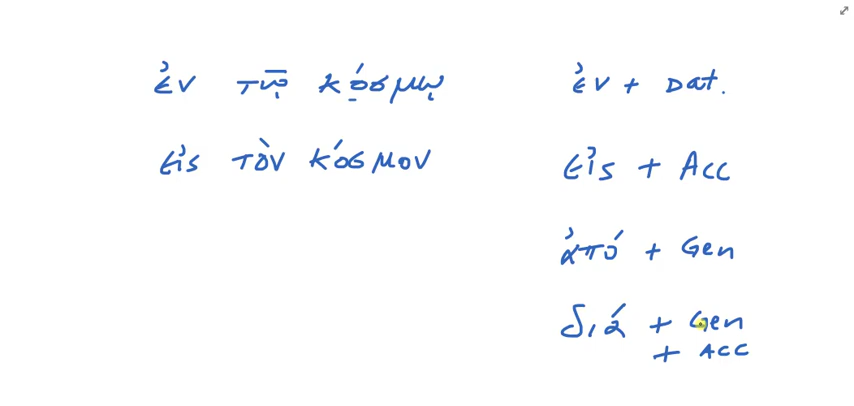 ἐν τῷ κόσμῳ ἐν + Dat.
εἰς τὸν κόσμον εἰς + Acc
ἀπό + Gen
διά + Gen
+ Acc